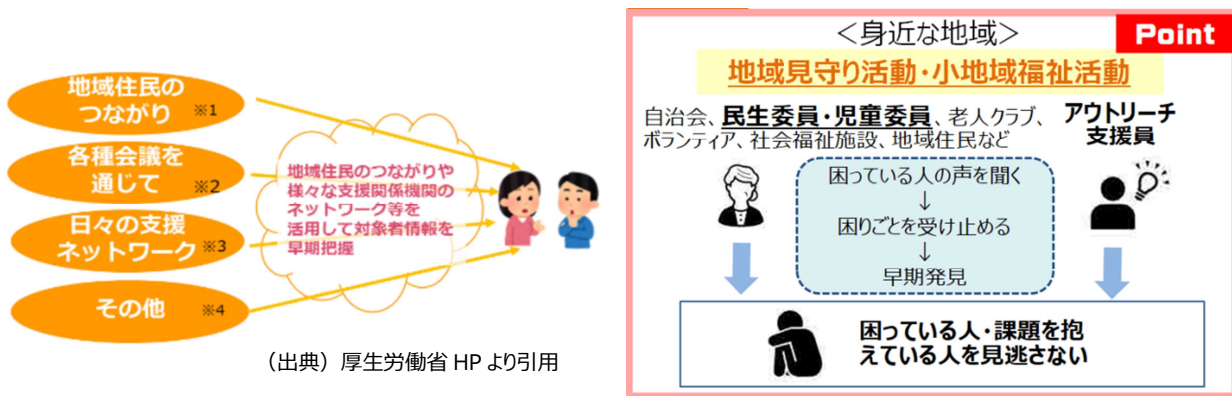 地域住民の
つながり ※1
各種会議を
通じて ※2
日々の支援
ネットワーク ※3
その他 ※4
地域住民のつながりや
様々な支援関係機関の
ネットワーク等を
活用して対象者情報を
早期把握
（出典）厚生労働省 HP より引用
＜身近な地域＞
Point
地域見守り活動・小地域福祉活動
自治会、民生委員・児童委員、老人クラブ、
ボランティア、社会福祉施設、地域住民など
アウトリーチ
支援員
困っている人の声を聞く
↓
困りごとを受け止める
↓
早期発見
困っている人・課題を抱
えている人を見逃さない